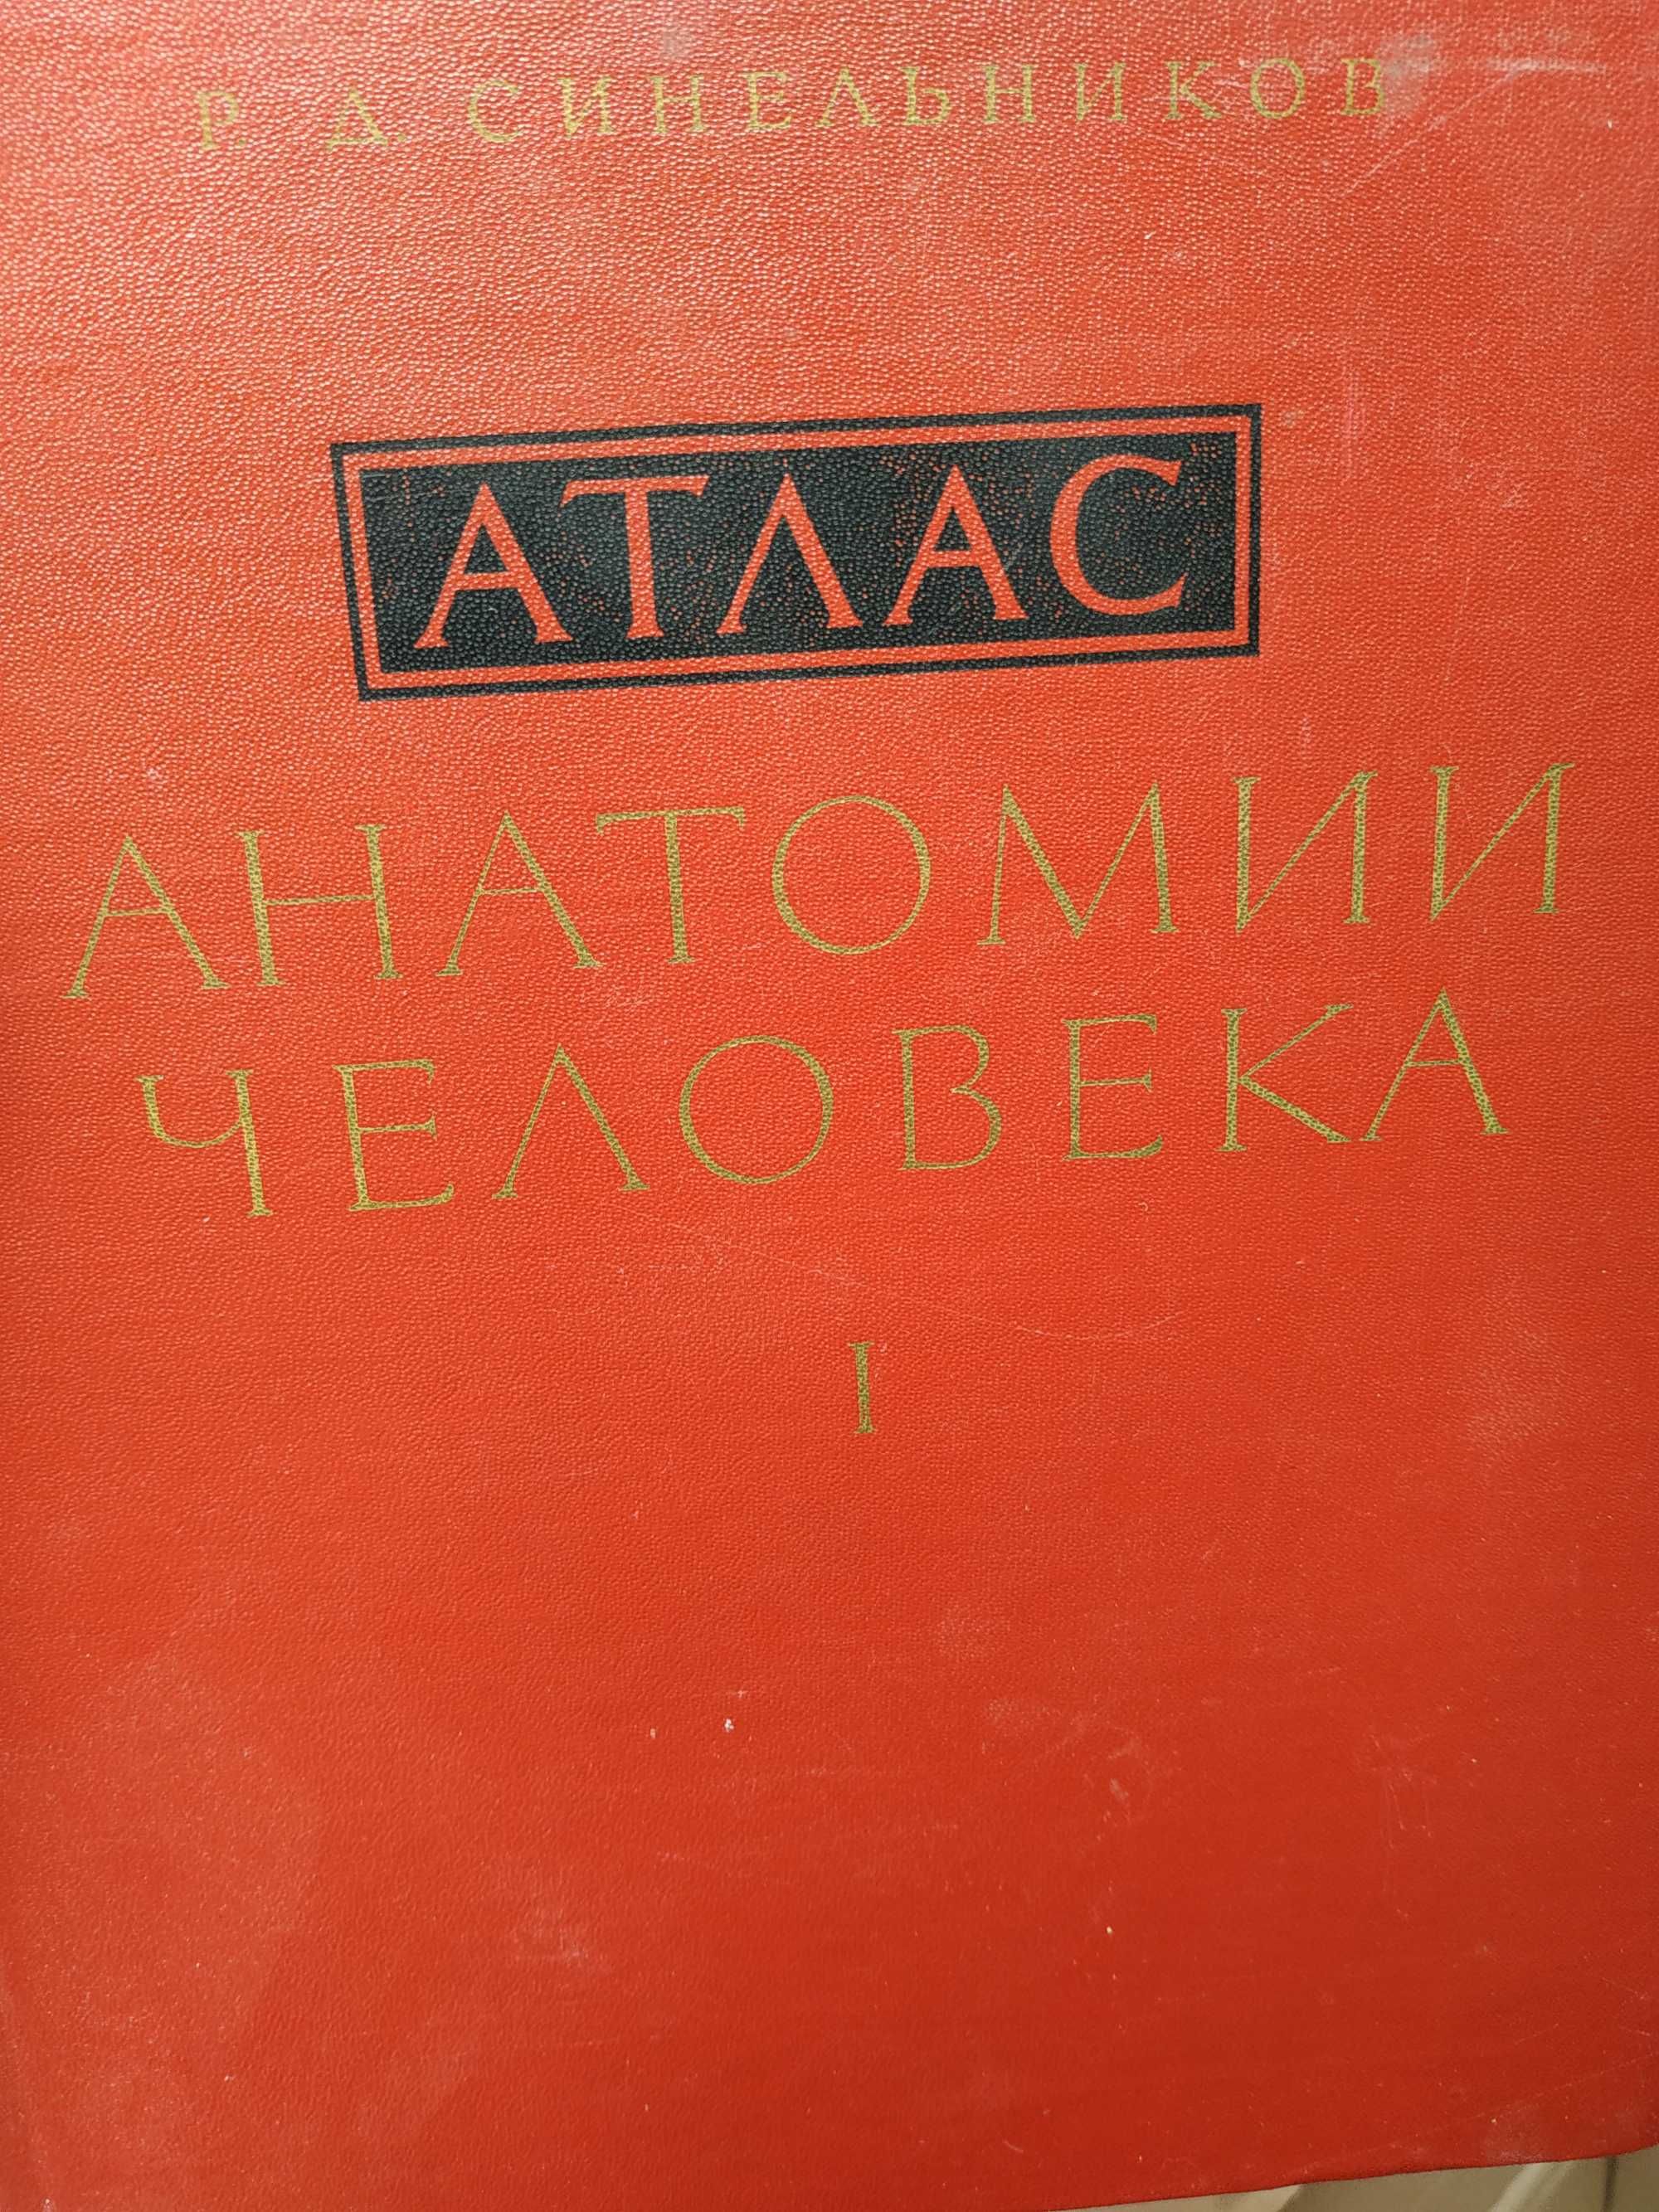 Р. Д. СИНЕЛЬНИКОВ
АТЛАС
АНАТОМИИ
ЧЕЛОВЕКА
I